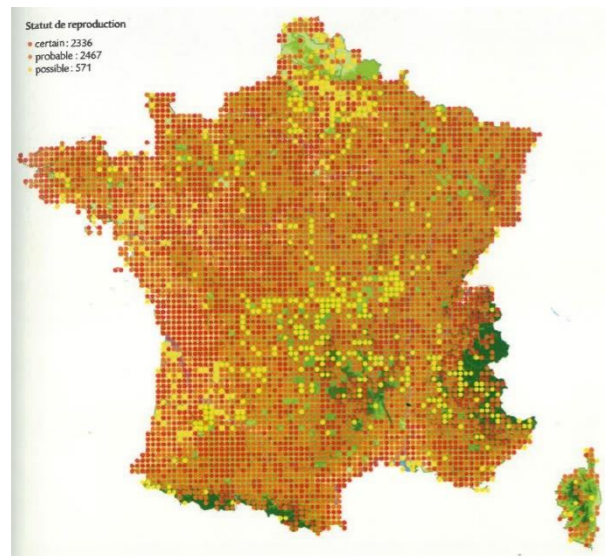 Statut de reproduction
certain : 2336
probable : 2467
possible : 571